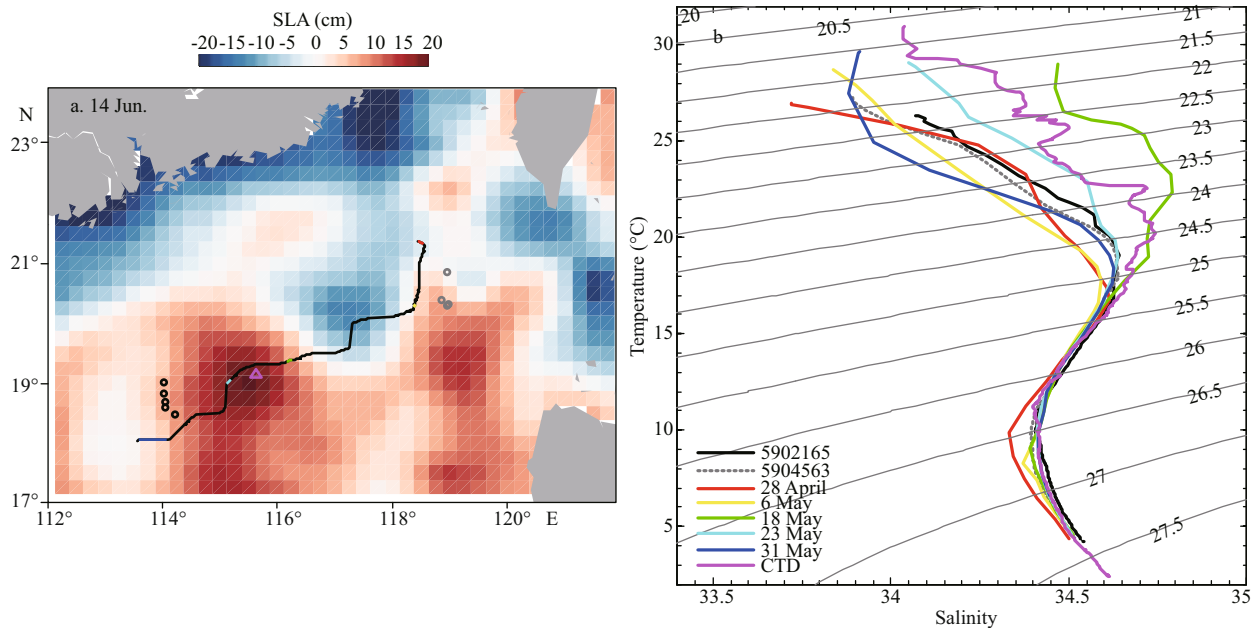 SLA (cm)
-20 -15 -10 -5 0 5 10 15 20
N
a. 14 Jun.
23°
21°
19°
17°
112 114 116 118 120 E
b
20
20.5
21
21.5
22
22.5
23
23.5
24
24.5
25
25.5
26
26.5
27
27.5
Temperature (°C)
30
25
20
15
10
5
5902165
5904563
28 April
6 May
18 May
23 May
31 May
CTD
33.5 34 34.5 35
Salinity